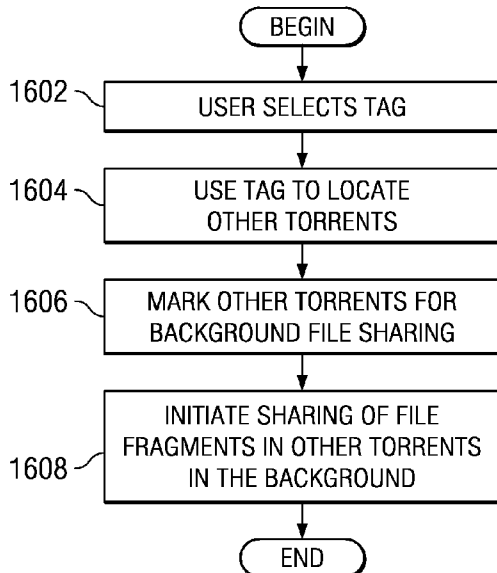 BEGIN
1602
USER SELECTS TAG
1604
USE TAG TO LOCATE
OTHER TORRENTS
1606
MARK OTHER TORRENTS FOR
BACKGROUND FILE SHARING
1608
INITIATE SHARING OF FILE
FRAGMENTS IN OTHER TORRENTS
IN THE BACKGROUND
END